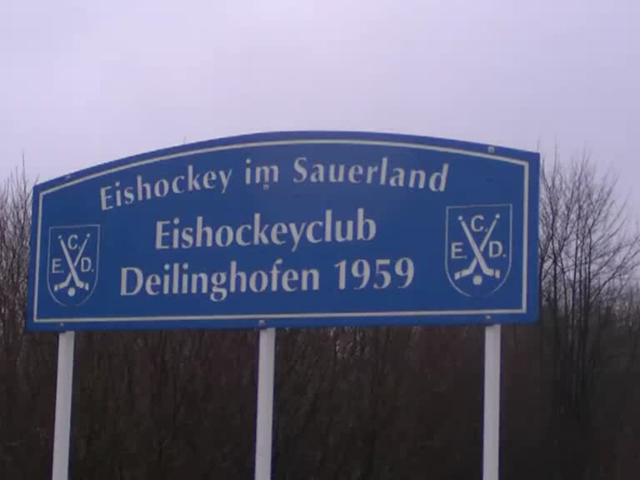 Eishockey im Sauerland
Eishockeyclub
Deilinghofen 1959
E.C.D.
E.C.D.